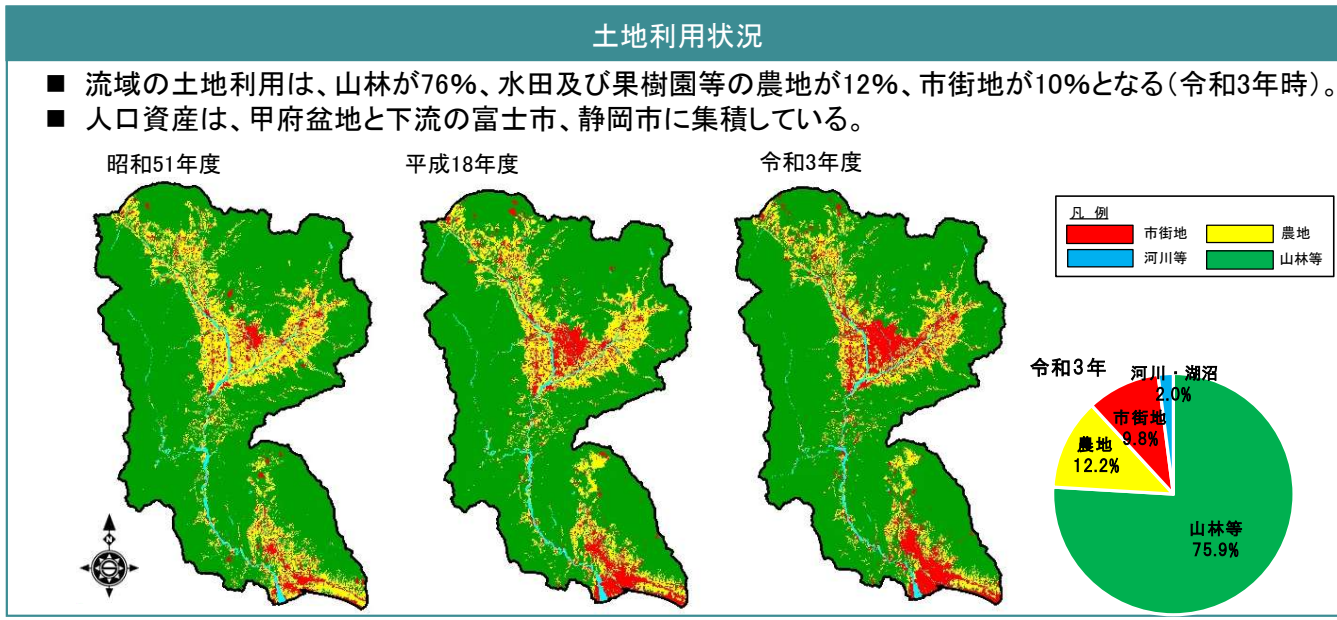 土地利用状況
■ 流域の土地利用は、山林が76%、水田及び果樹園等の農地が12%、市街地が10%となる(令和3年時)。
■ 人口資産は、甲府盆地と下流の富士市、静岡市に集積している。
昭和51年度
平成18年度
令和3年度
凡 例
市街地
農地
河川等
山林等
令和3年
河川・湖沼
2.0%
市街地
9.8%
農地
12.2%
山林等
75.9%